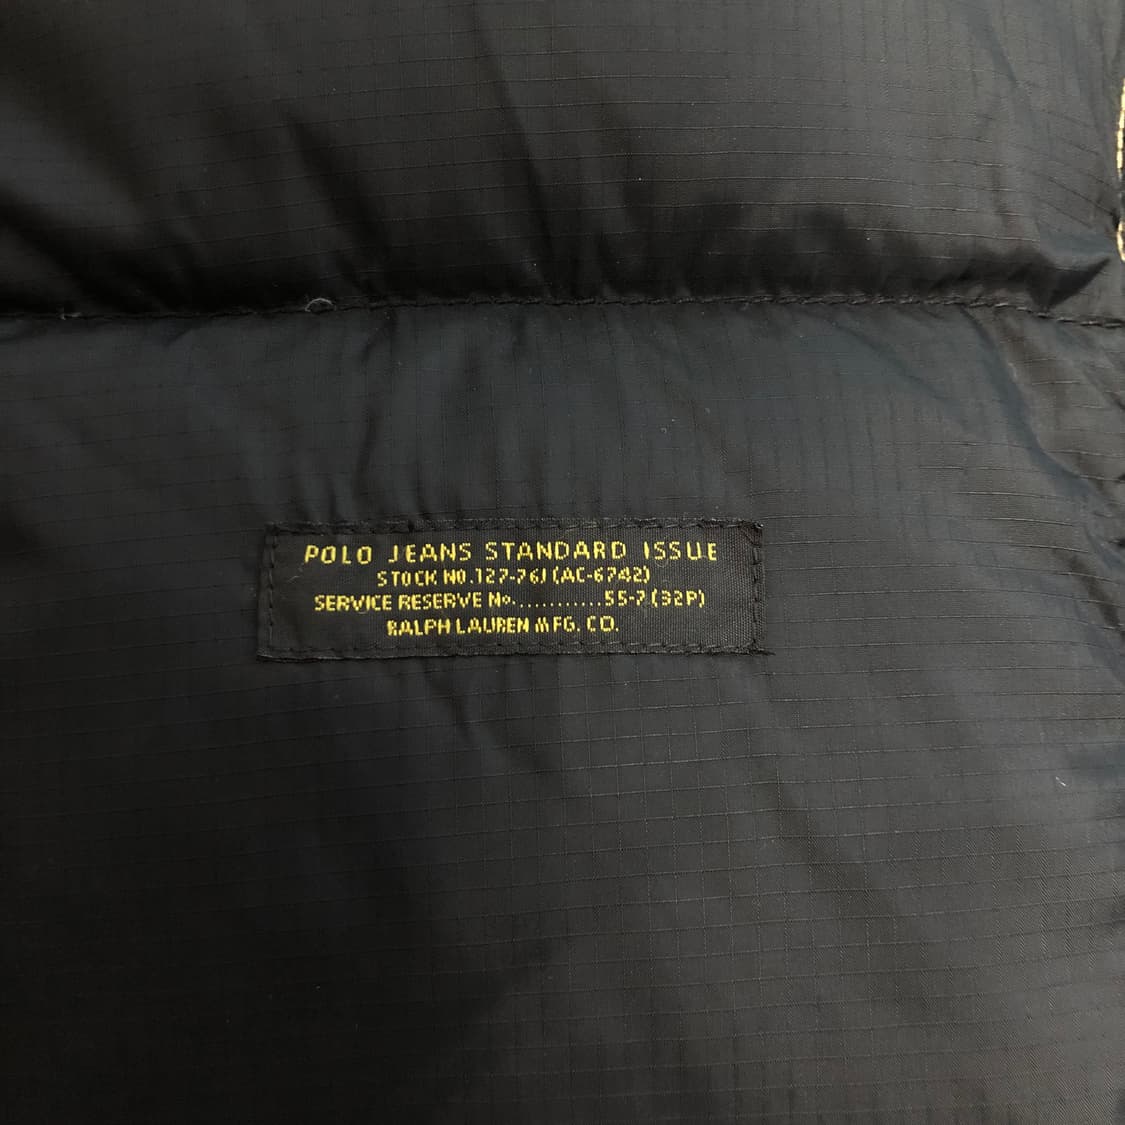 POLO JEANS STANDARD ISSUE
STOCK NO.127-76J (AC-6742)
SERVICE RESERVE No...........55-7 (32P)
RALPH LAUREN MFG. CO.